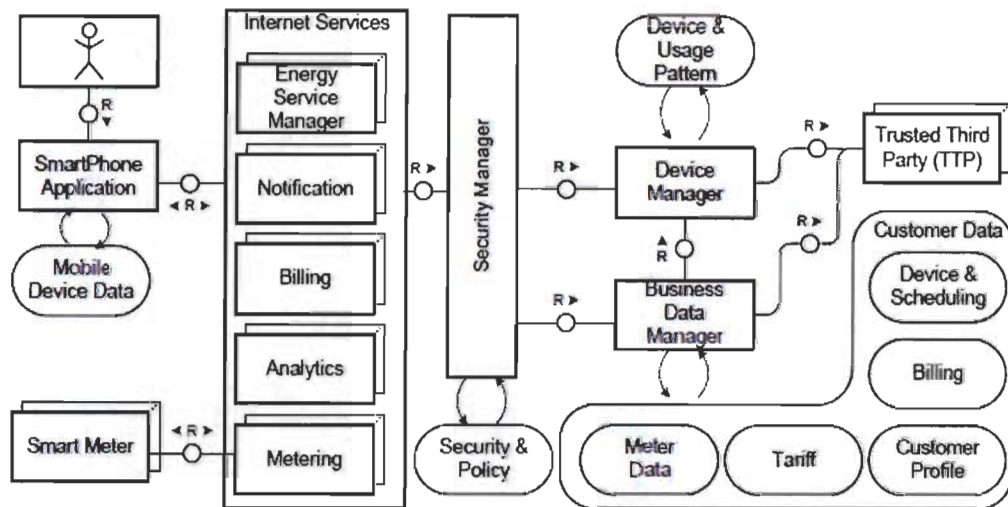 Internet Services
Energy
Service
Manager
Notification
Billing
Analytics
Metering
R
SmartPhone
Application
◄ R ►
Mobile
Device Data
Smart Meter
◄ R ►
R ►
Security Manager
Security &
Policy
R ►
R ►
Device &
Usage
Pattern
Device
Manager
R
Business
Data
Manager
R ►
R ►
Trusted Third
Party (TTP)
Customer Data
Device &
Scheduling
Billing
Customer
Profile
Tariff
Meter
Data